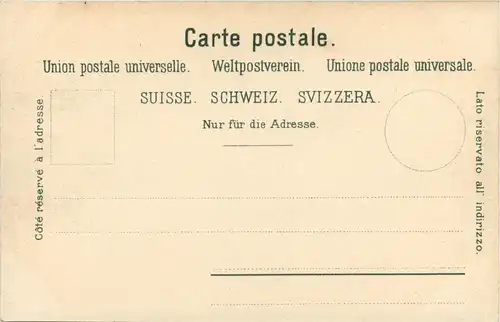 Carte postale.
Union postale universelle. Weltpostverein. Unione postale universale.
SUISSE. SCHWEIZ. SVIZZERA.
Nur für die Adresse.
Côté réservé à l'adresse
Lato riservato all' indirizzo.